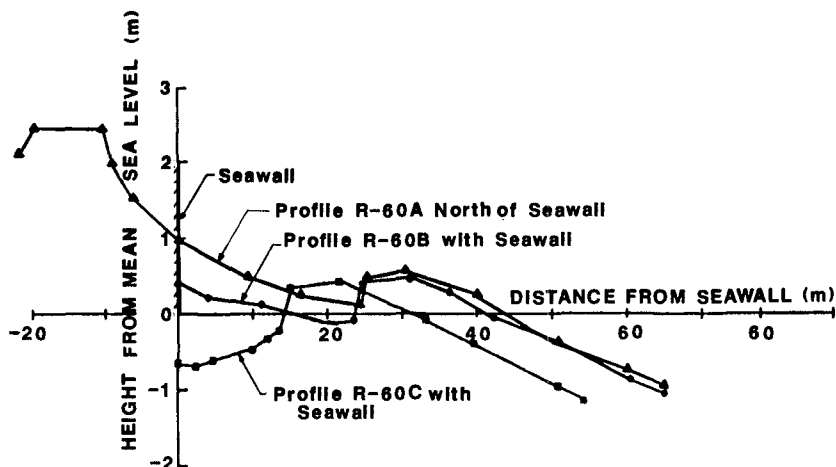 HEIGHT FROM MEAN SEA LEVEL (m)
3
2
Seawall
Profile R-60A North of Seawall
1
Profile R-60B with Seawall
DISTANCE FROM SEAWALL (m)
-20
0
20
40
60
60
Profile R-60C with
Seawall
-1
-2